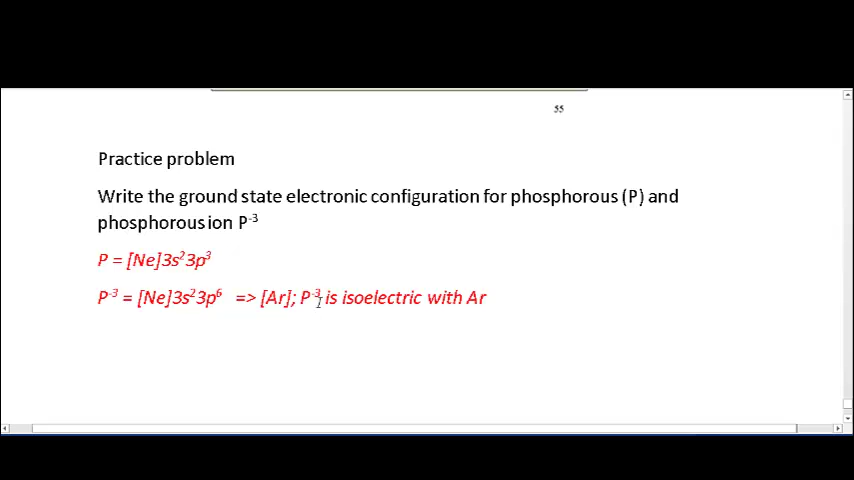 55
Practice problem
Write the ground state electronic configuration for phosphorous (P) and
phosphorous ion P⁻³
P = [Ne]3s²3p³
P⁻³ = [Ne]3s²3p⁶ => [Ar]; P⁻³ is isoelectric with Ar